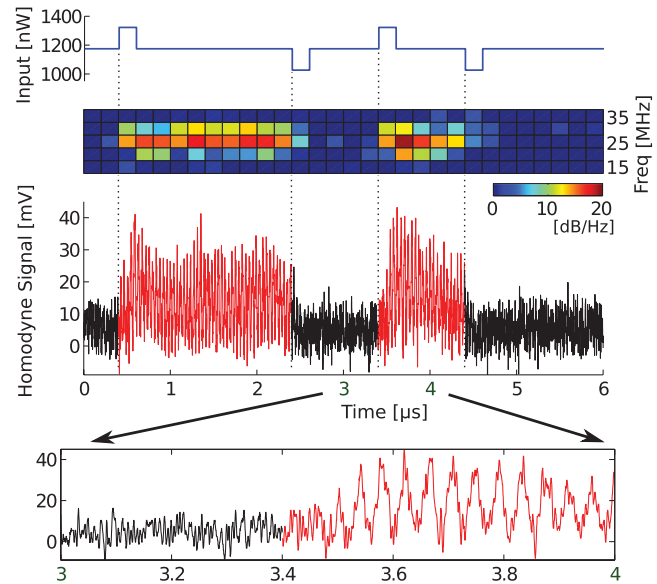 Input [nW]
1400
1200
1000
35
25
15
Freq [MHz]
0 10 20
[dB/Hz]
Homodyne Signal [mV]
40
30
20
10
0
0 1 2 3 4 5 6
Time [µs]
40
20
0
3 3.2 3.4 3.6 3.8 4